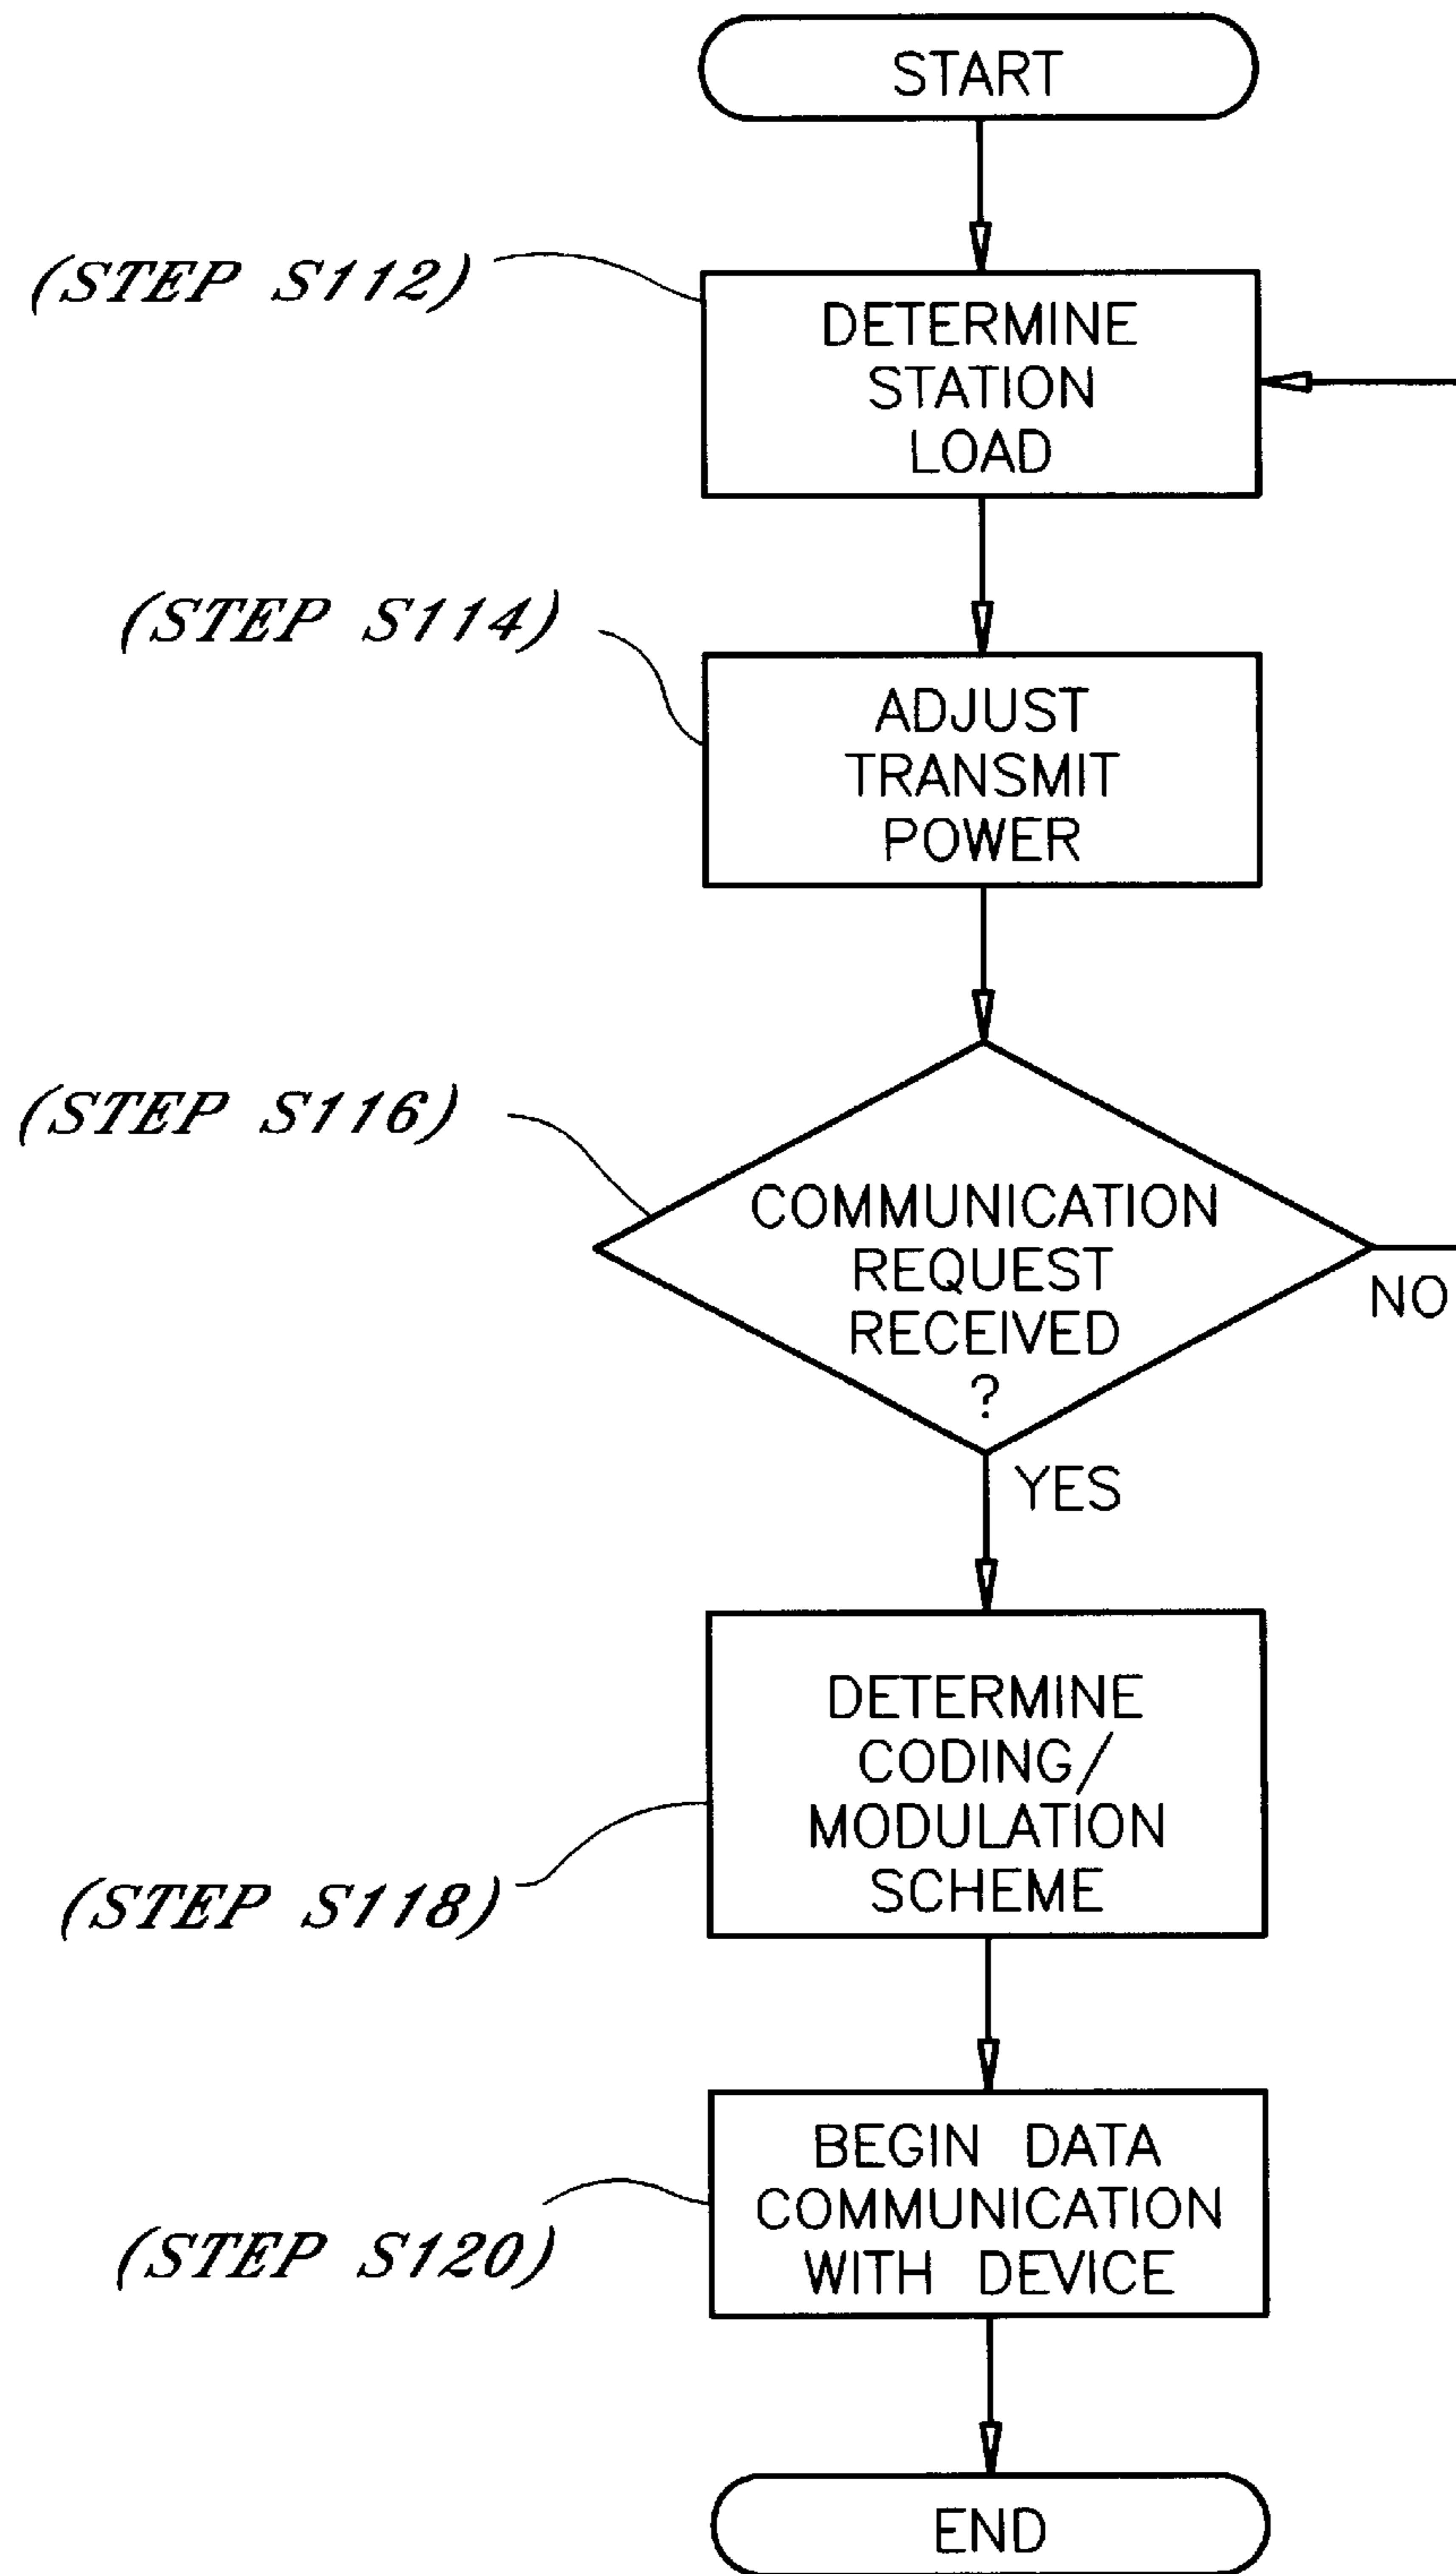 START
(STEP S112)
DETERMINE
STATION
LOAD
(STEP S114)
ADJUST
TRANSMIT
POWER
(STEP S116)
COMMUNICATION
REQUEST
RECEIVED
?
NO
YES
DETERMINE
CODING/
MODULATION
SCHEME
(STEP S118)
BEGIN DATA
COMMUNICATION
WITH DEVICE
(STEP S120)
END